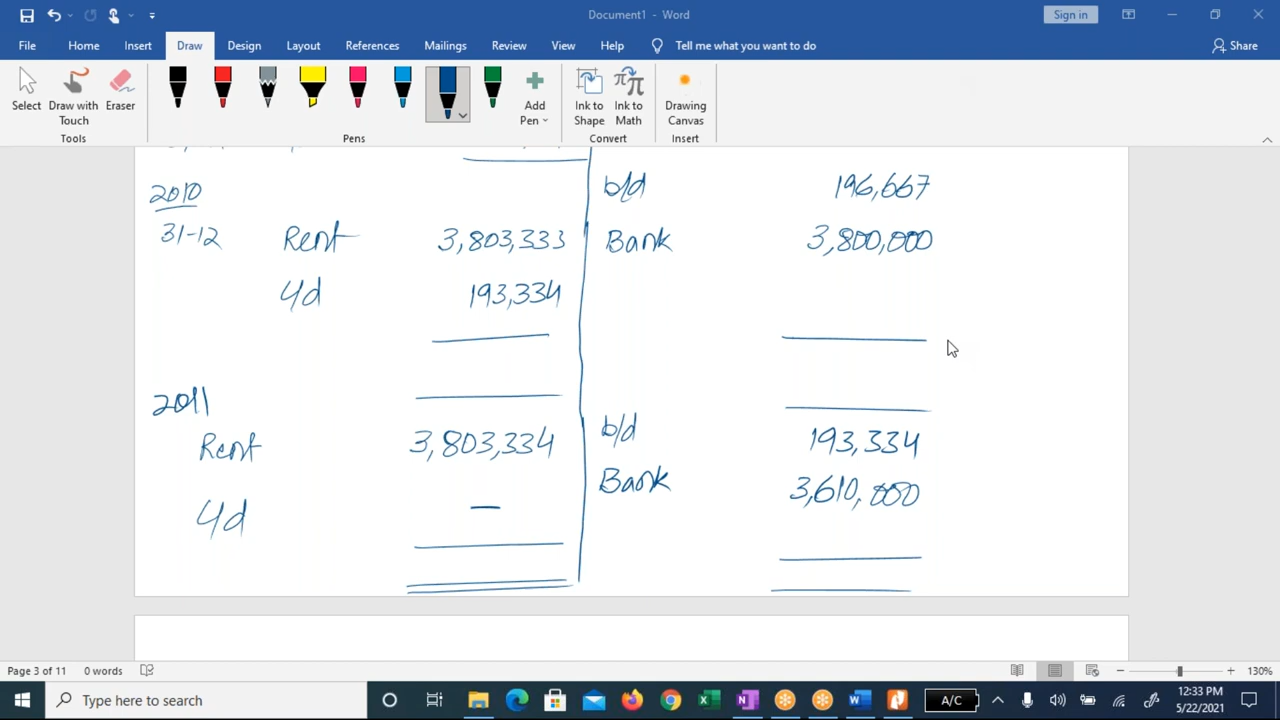 Document1 - Word
Sign in
File Home Insert Draw Design Layout References Mailings Review View Help Tell me what you want to do Share
Select Draw with Touch Eraser Add Pen Ink to Shape Ink to Math Drawing Canvas
Tools Pens Convert Insert
b/d 196,667
2010
31-12 Rent 3,803,333 Bank 3,800,000
4d 193,334
2011
b/d 193,334
Rent 3,803,334
Bank 3,610,000
4d —
Page 3 of 11 0 words 130%
Type here to search
A/C
12:33 PM
5/22/2021